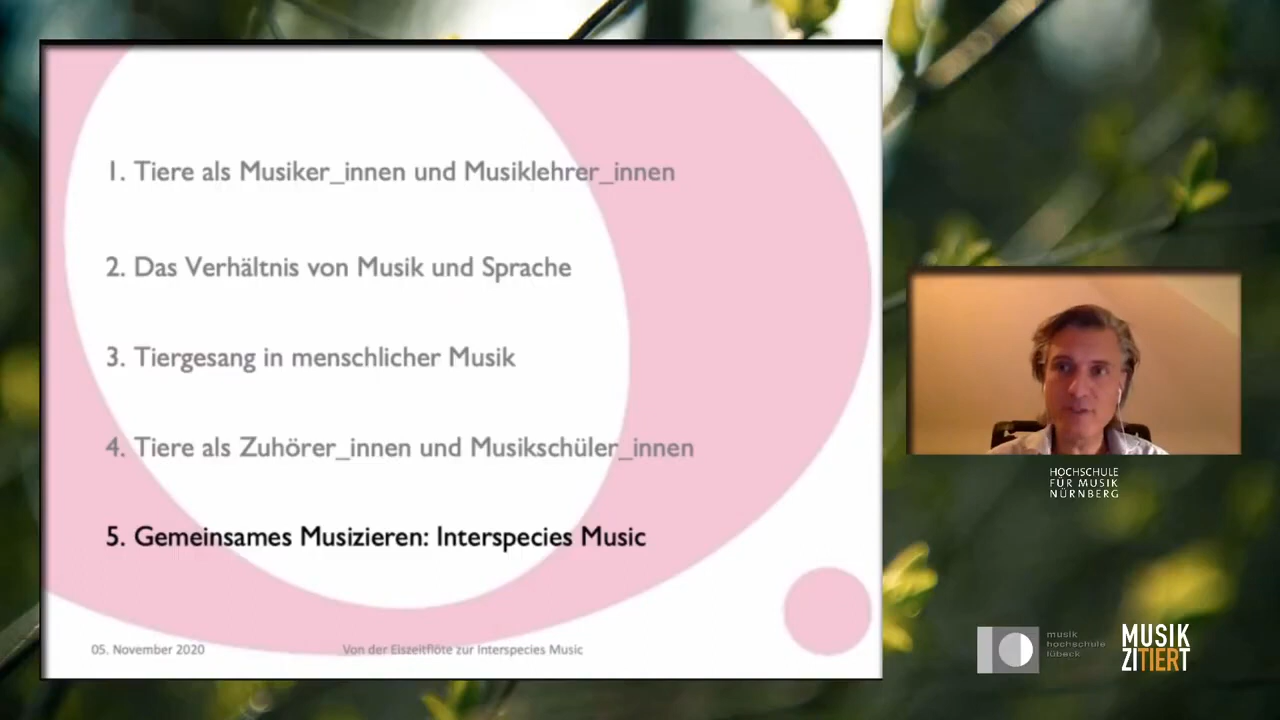 1. Tiere als Musiker_innen und Musiklehrer_innen
2. Das Verhältnis von Musik und Sprache
3. Tiergesang in menschlicher Musik
4. Tiere als Zuhörer_innen und Musikschüler_innen
5. Gemeinsames Musizieren: Interspecies Music
05. November 2020
Von der Eiszeitflöte zur Interspecies Music
HOCHSCHULE
FÜR MUSIK
NÜRNBERG
musik
hochschule
lübeck
MUSIK
ZITIERT